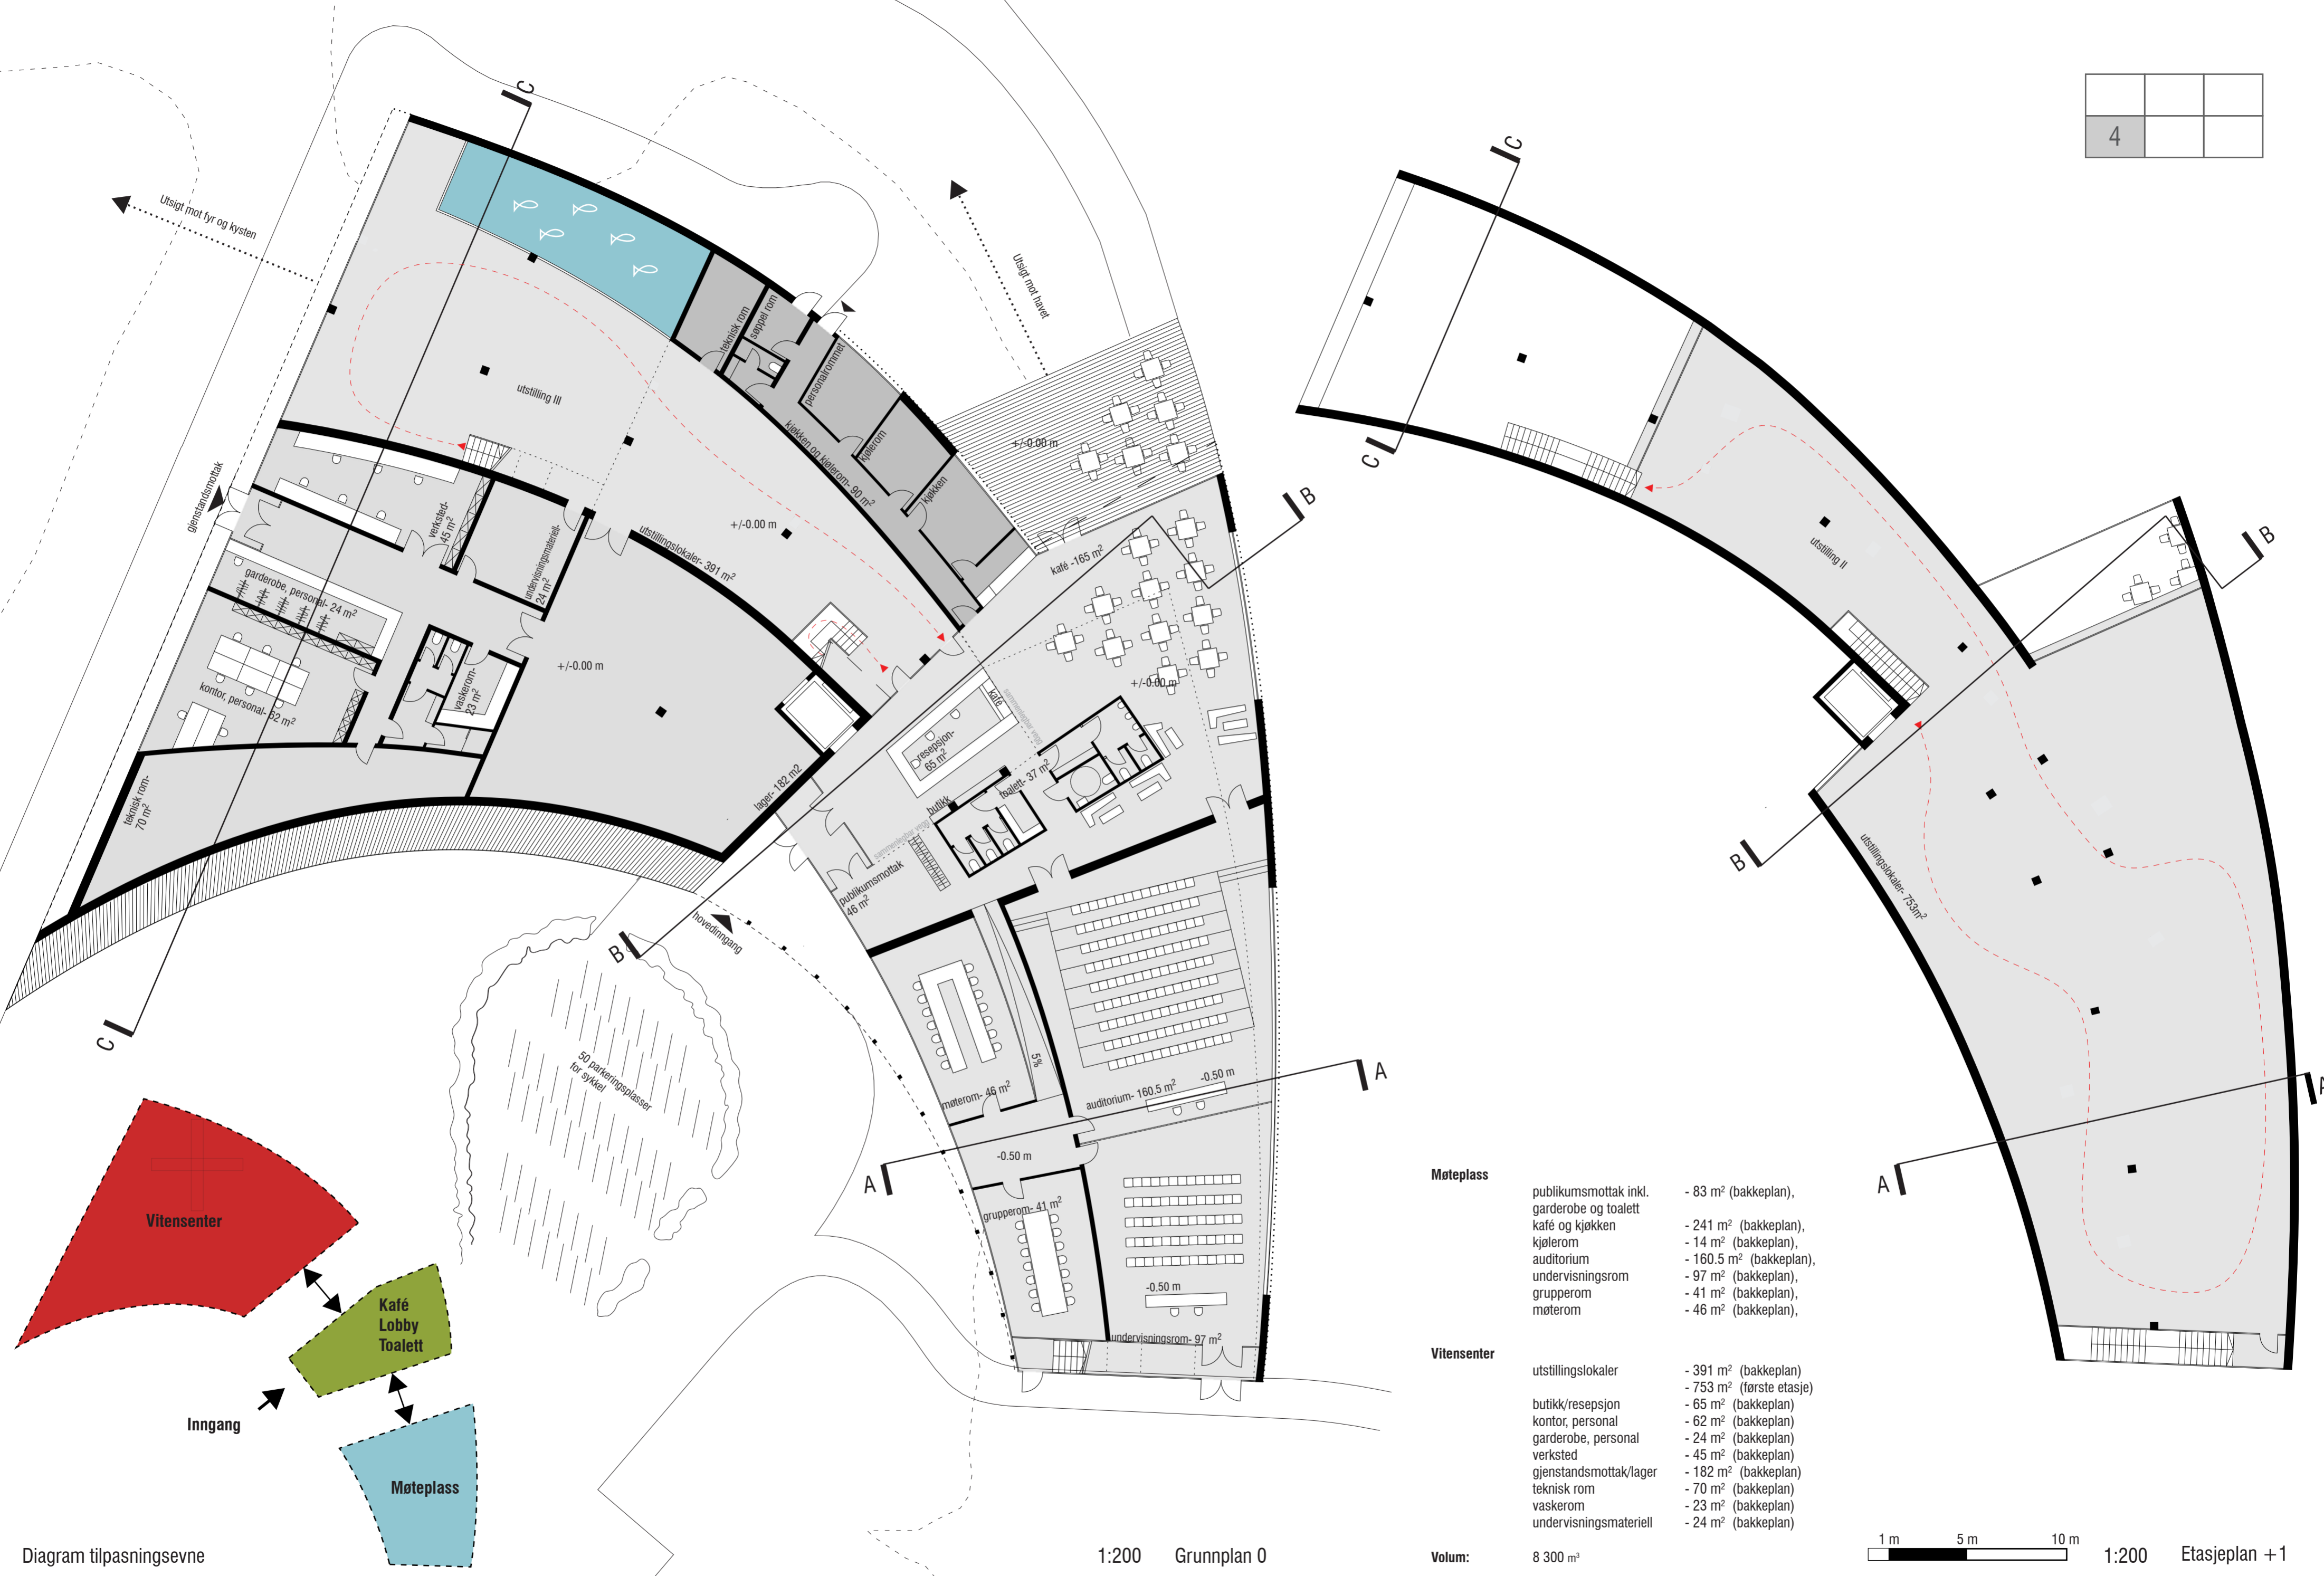 C
C
4
Utsigt mot fyr og kysten
Utsigt mot havet
teknisk rom
søppel rom
personalrommet
kjølerom
kjøkken
kjøkken og kjølerom- 90 m²
utstilling III
+/-0.00 m
+/-0.00 m
utstillingslokaler- 391 m²
gjenstandsmottak
verksted-
45 m²
undervisningsmateriell-
24 m²
garderobe, personal- 24 m²
kontor, personal- 62 m²
vaskerom-
23 m²
+/-0.00 m
teknisk rom-
70 m²
lager- 182 m2
kafé -165 m²
+/-0.00 m
kafé
resepsjon-
65 m²
butikk
toalett- 37 m²
sammenleggbar vegg
sammenleggbar vegg
publikumsmottak
46 m²
hovedinngang
B
B
C
50 parkeringsplasser
for sykkel
møterom- 46 m²
5%
auditorium- 160.5 m²
-0.50 m
A
A
-0.50 m
grupperom- 41 m²
-0.50 m
undervisningsrom- 97 m²
C
utstilling II
B
B
utstillingslokaler- 753m²
A
A
Vitensenter
Kafé
Lobby
Toalett
Inngang
Møteplass
Diagram tilpasningsevne
1:200 Grunnplan 0
Møteplass
publikumsmottak inkl. - 83 m² (bakkeplan),
garderobe og toalett
kafé og kjøkken - 241 m² (bakkeplan),
kjølerom - 14 m² (bakkeplan),
auditorium - 160.5 m² (bakkeplan),
undervisningsrom - 97 m² (bakkeplan),
grupperom - 41 m² (bakkeplan),
møterom - 46 m² (bakkeplan),
Vitensenter
utstillingslokaler - 391 m² (bakkeplan)
- 753 m² (første etasje)
butikk/resepsjon - 65 m² (bakkeplan)
kontor, personal - 62 m² (bakkeplan)
garderobe, personal - 24 m² (bakkeplan)
verksted - 45 m² (bakkeplan)
gjenstandsmottak/lager - 182 m² (bakkeplan)
teknisk rom - 70 m² (bakkeplan)
vaskerom - 23 m² (bakkeplan)
undervisningsmateriell - 24 m² (bakkeplan)
Volum: 8 300 m³
1 m 5 m 10 m
1:200 Etasjeplan +1